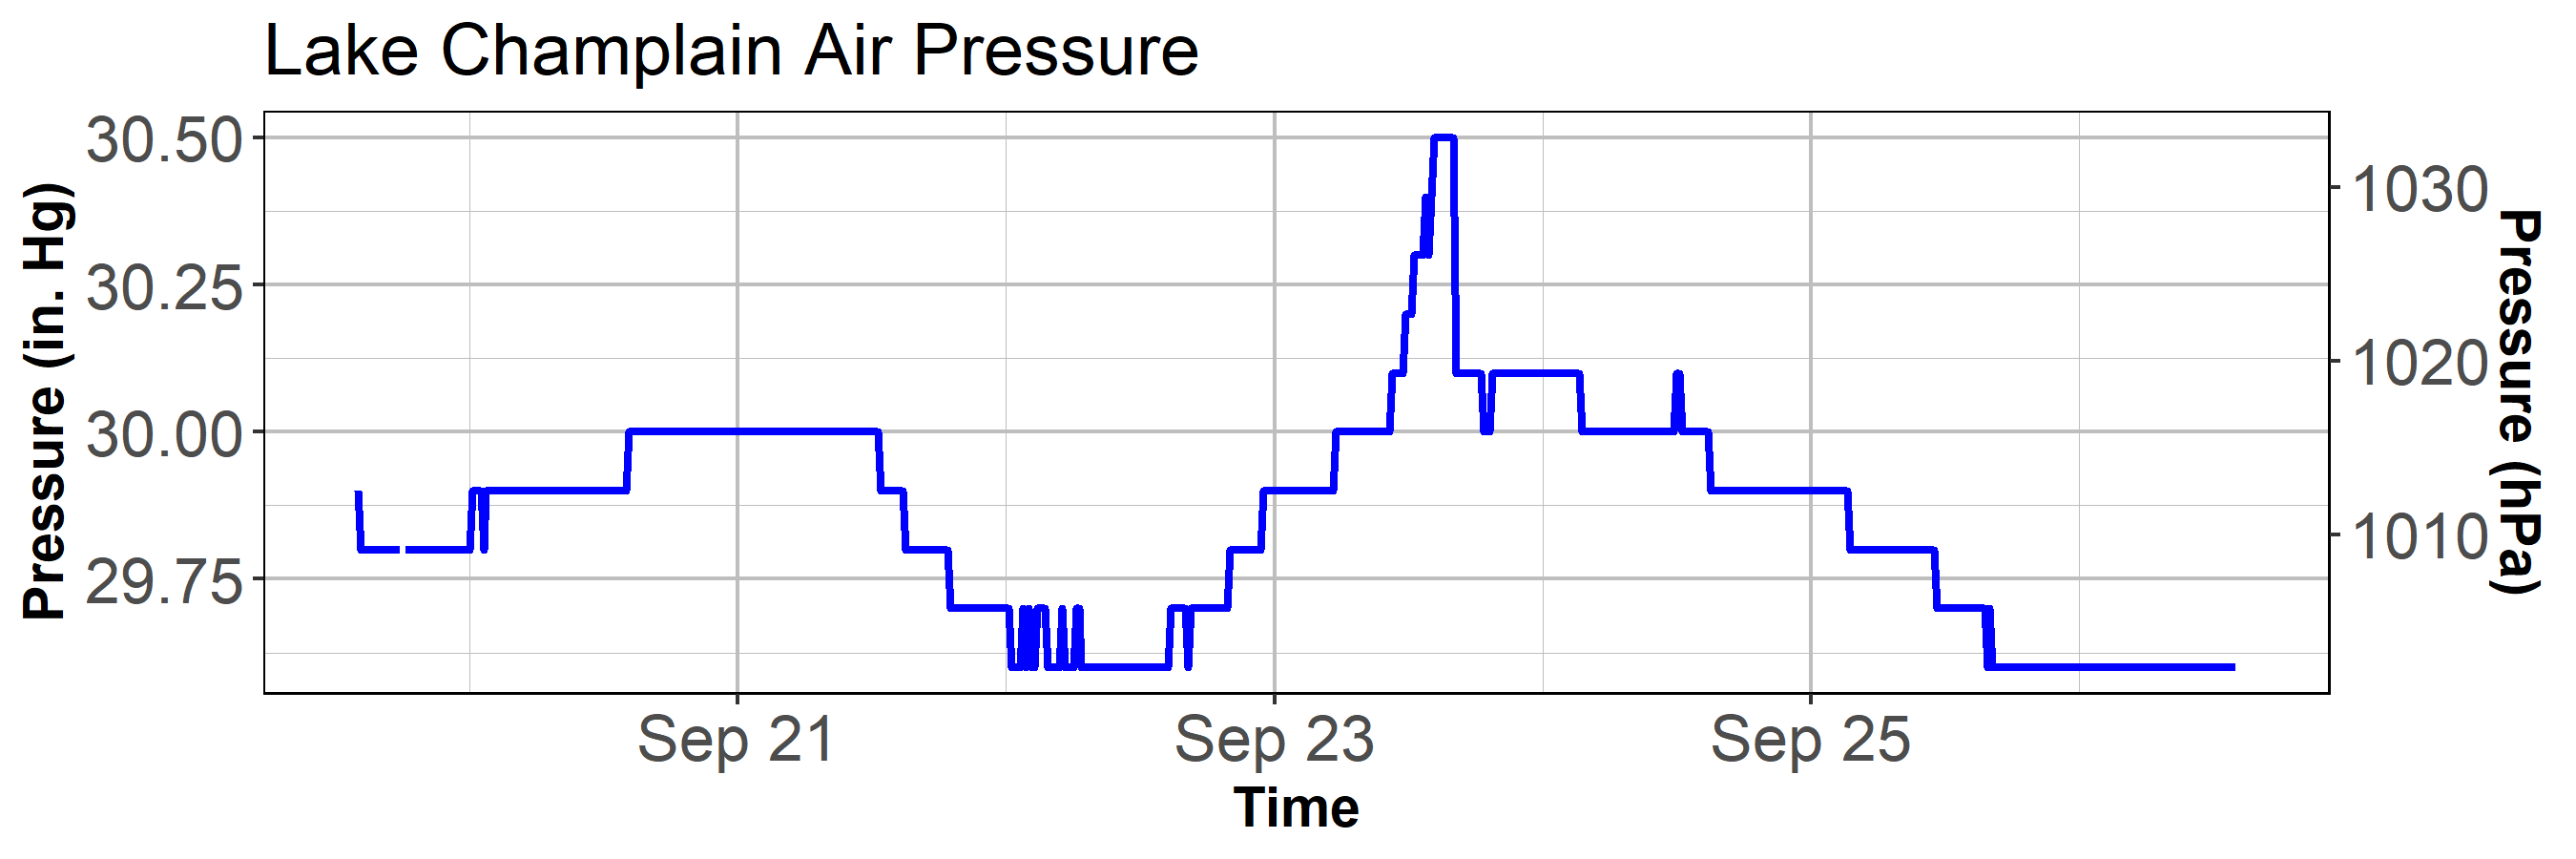 Lake Champlain Air Pressure
Pressure (in. Hg)
30.50
30.25
30.00
29.75
1030
1020
1010
Pressure (hPa)
Sep 21
Sep 23
Sep 25
Time